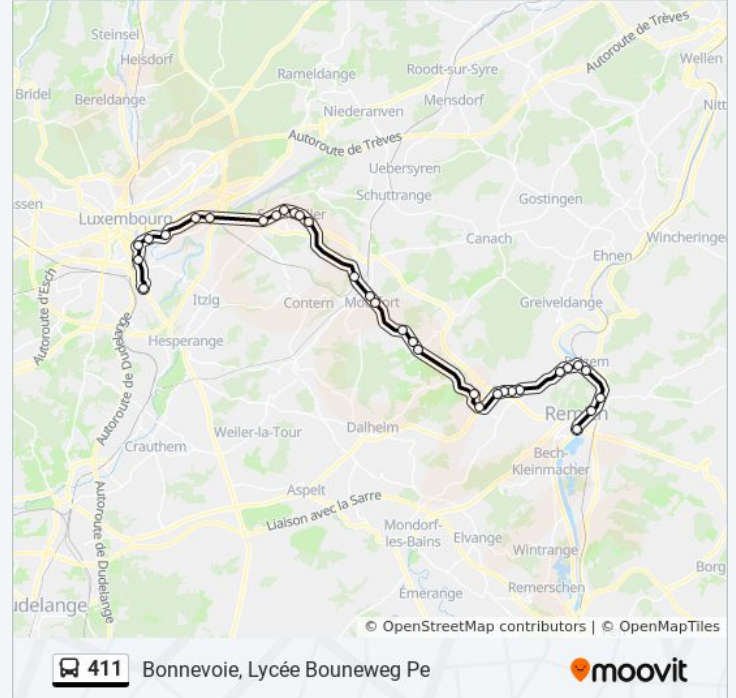 Steinsel
Heisdorf
Wellen
Autoroute de Trèves
Rameldange
Roodt-sur-Syre
Bridel
Bereldange
Mensdorf
Nitt
Niederanven
Autoroute de Trèves
Uebersyren
Schuttrange
Gostingen
ssen
Luxembourg
Canach
Wincheringe
Ehnen
Autoroute d'Esch
Itzig
Contern
Greiveldange
Hesperange
Autoroute de Dudelange
Weiler-la-Tour
Dalheim
Crauthem
Bech-
Kleinmacher
Aspelt
Liaison avec la Sarre
Autoroute de Dudelange
Mondorf-
les-Bains
Elvange
Wintrange
Borg
Émerange
Remerschen
udelange
© OpenStreetMap contributors | © OpenMapTiles
411 Bonnevoie, Lycée Bouneweg Pe
moovit